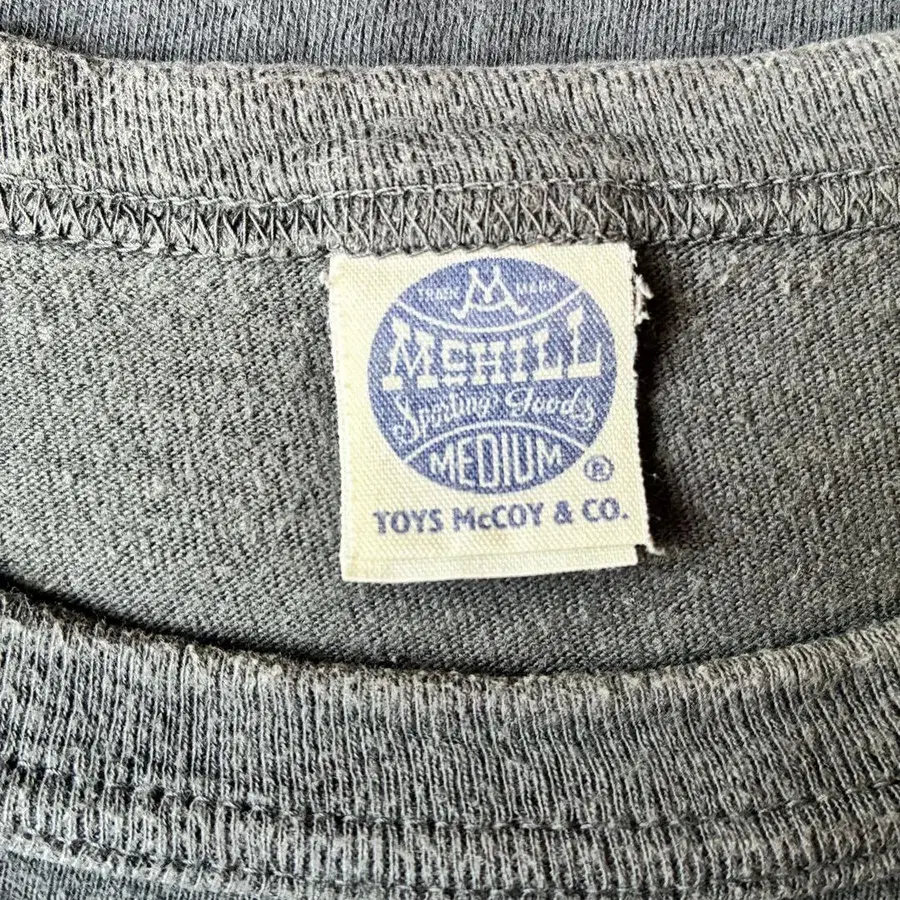 TRADE M MARK
McHILL
Sporting Goods
MEDIUM ®
TOYS McCOY & CO.